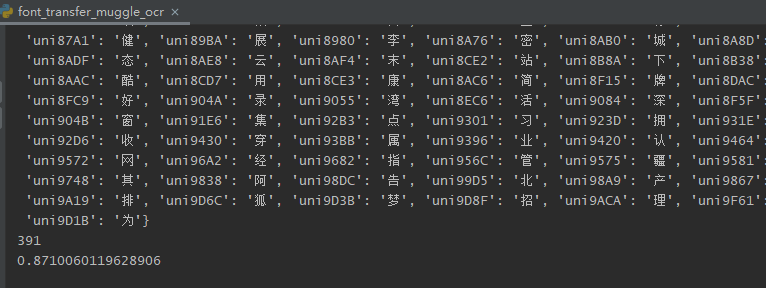 font_transfer_muggle_ocr ×
'uni87A1': '健', 'uni89BA': '展', 'uni8980': '李', 'uni8A76': '密', 'uni8AB0': '城', 'uni8A8D':
'uni8ADF': '态', 'uni8AE8': '云', 'uni8AF4': '末', 'uni8CE2': '站', 'uni8B8A': '下', 'uni8B38':
'uni8AAC': '酷', 'uni8CD7': '用', 'uni8CE3': '康', 'uni8AC6': '简', 'uni8F15': '牌', 'uni8DAC':
'uni8FC9': '好', 'uni904A': '录', 'uni9055': '湾', 'uni8EC6': '活', 'uni9084': '深', 'uni8F5F':
'uni904B': '窗', 'uni91E6': '集', 'uni92B3': '点', 'uni9301': '习', 'uni923D': '拥', 'uni931E':
'uni92D6': '收', 'uni9430': '穿', 'uni93BB': '属', 'uni9396': '业', 'uni9420': '认', 'uni9464':
'uni9572': '网', 'uni96A2': '经', 'uni9682': '指', 'uni956C': '管', 'uni9575': '疆', 'uni9581':
'uni9748': '其', 'uni9838': '阿', 'uni98DC': '告', 'uni99D5': '北', 'uni98A9': '产', 'uni9867':
'uni9A19': '排', 'uni9D6C': '狐', 'uni9D3B': '梦', 'uni9D8F': '招', 'uni9ACA': '理', 'uni9F61':
'uni9D1B': '为'}
391
0.8710060119628906